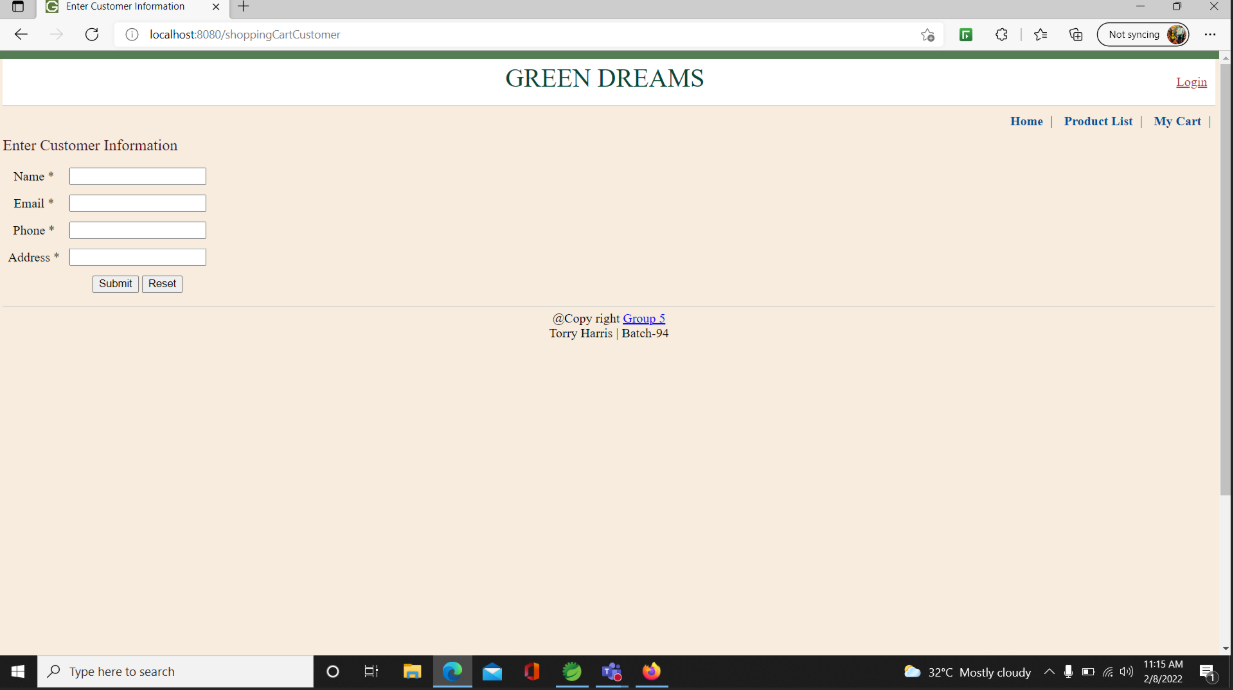 Enter Customer Information
localhost:8080/shoppingCartCustomer
Not syncing
GREEN DREAMS
Login
Home | Product List | My Cart |
Enter Customer Information
Name *
Email *
Phone *
Address *
Submit Reset
@Copy right Group 5
Torry Harris | Batch-94
Type here to search
32°C Mostly cloudy
11:15 AM
2/8/2022
1